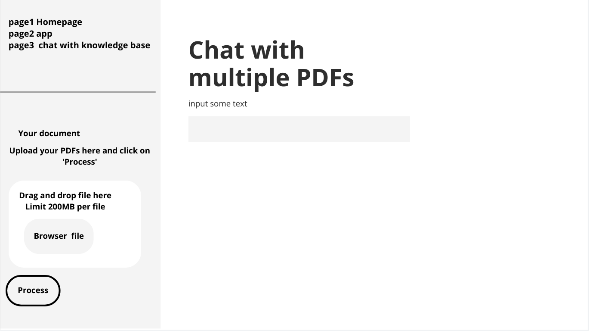 page1 Homepage
page2 app
page3 chat with knowledge base
Your document
Upload your PDFs here and click on
'Process'
Drag and drop file here
Limit 200MB per file
Browser file
Process
Chat with
multiple PDFs
input some text